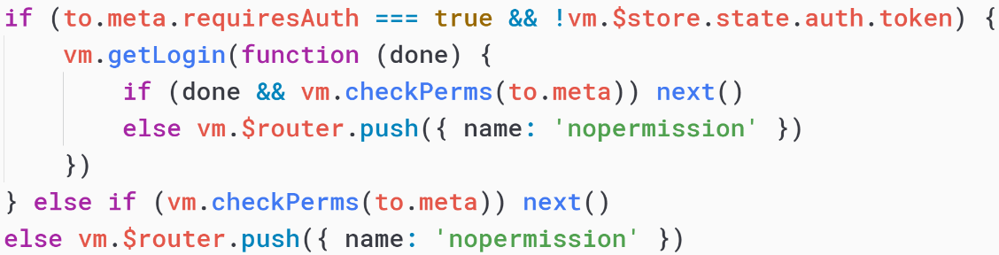 if (to.meta.requiresAuth === true && !vm.$store.state.auth.token) {
    vm.getLogin(function (done) {
        if (done && vm.checkPerms(to.meta)) next()
        else vm.$router.push({ name: 'nopermission' })
    })
} else if (vm.checkPerms(to.meta)) next()
else vm.$router.push({ name: 'nopermission' })